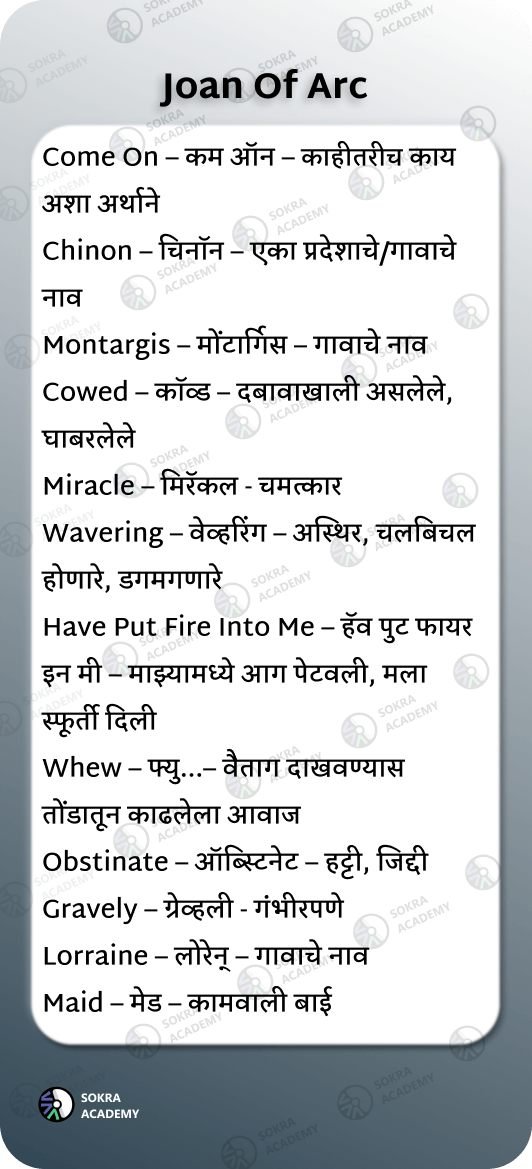 Joan Of Arc
Come On – कम ऑन – काहीतरीच काय
अशा अर्थाने
Chinon – चिनॉन – एका प्रदेशाचे/गावाचे
नाव
Montargis – मोंटार्गिस – गावाचे नाव
Cowed – कॉव्ड – दबावाखाली असलेले,
घाबरलेले
Miracle – मिरॅकल - चमत्कार
Wavering – वेव्हरिंग – अस्थिर, चलबिचल
होणारे, डगमगणारे
Have Put Fire Into Me – हॅव पुट फायर
इन मी – माझ्यामध्ये आग पेटवली, मला
स्फूर्ती दिली
Whew – फ्यु...– वैताग दाखवण्यास
तोंडातून काढलेला आवाज
Obstinate – ऑब्स्टिनेट – हट्टी, जिद्दी
Gravely – ग्रेव्हली - गंभीरपणे
Lorraine – लोरेन् – गावाचे नाव
Maid – मेड – कामवाली बाई
SOKRA
ACADEMY